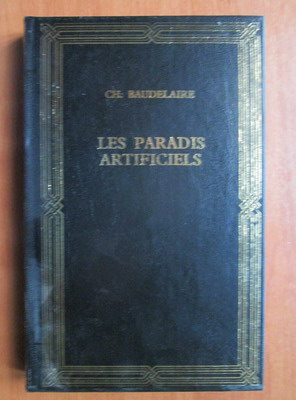 CH. BAUDELAIRE
LES PARADIS
ARTIFICIELS